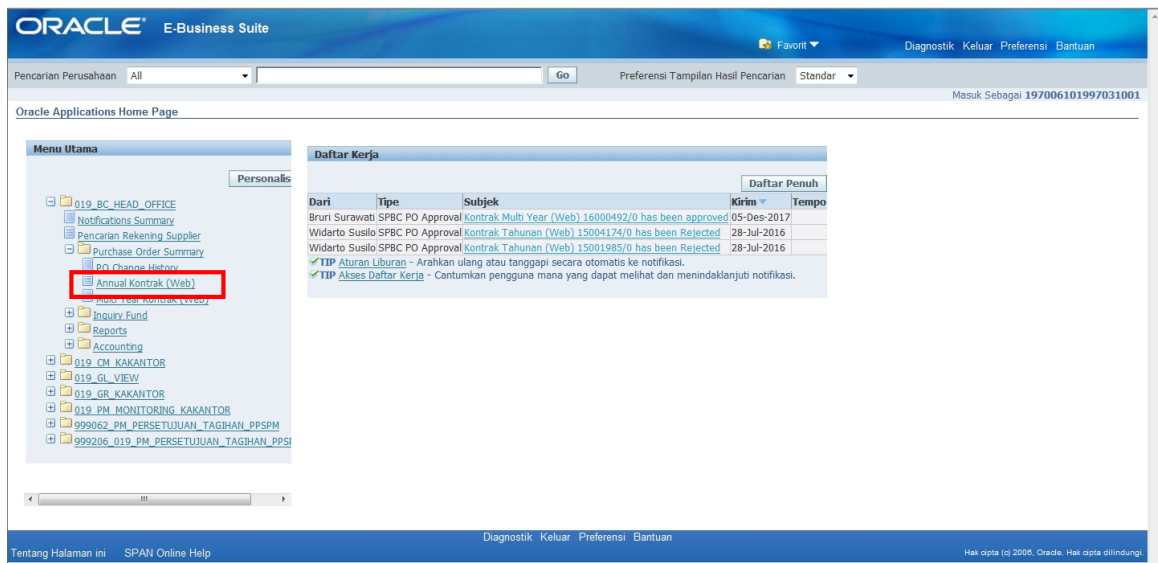 ORACLE® E-Business Suite
Favorit
Diagnostik Keluar Preferensi Bantuan
Pencarian Perusahaan All Go Preferensi Tampilan Hasil Pencarian Standar
Masuk Sebagai 197006101997031001
Oracle Applications Home Page
Menu Utama
Personalis
019_BC_HEAD_OFFICE
Notifications Summary
Pencarian Rekening Supplier
Purchase Order Summary
PO Change History
Annual Kontrak (Web)
Multi Year Kontrak (Web)
Inquiry Fund
Reports
Accounting
019_CM_KAKANTOR
019_GL_VIEW
019_GR_KAKANTOR
019_PM_MONITORING_KAKANTOR
999062_PM_PERSETUJUAN_TAGIHAN_PPSPM
999206_019_PM_PERSETUJUAN_TAGIHAN_PPSI
Daftar Kerja
Daftar Penuh
Dari Tipe Subjek Kirim Tempo
Bruri Surawati SPBC PO Approval Kontrak Multi Year (Web) 16000492/0 has been approved 05-Des-2017
Widarto Susilo SPBC PO Approval Kontrak Tahunan (Web) 15004174/0 has been Rejected 28-Jul-2016
Widarto Susilo SPBC PO Approval Kontrak Tahunan (Web) 15001985/0 has been Rejected 28-Jul-2016
TIP Aturan Liburan - Arahkan ulang atau tanggapi secara otomatis ke notifikasi.
TIP Akses Daftar Kerja - Cantumkan pengguna mana yang dapat melihat dan menindaklanjuti notifikasi.
Diagnostik Keluar Preferensi Bantuan
Tentang Halaman ini SPAN Online Help
Hak cipta (c) 2006, Oracle. Hak cipta dilindungi.